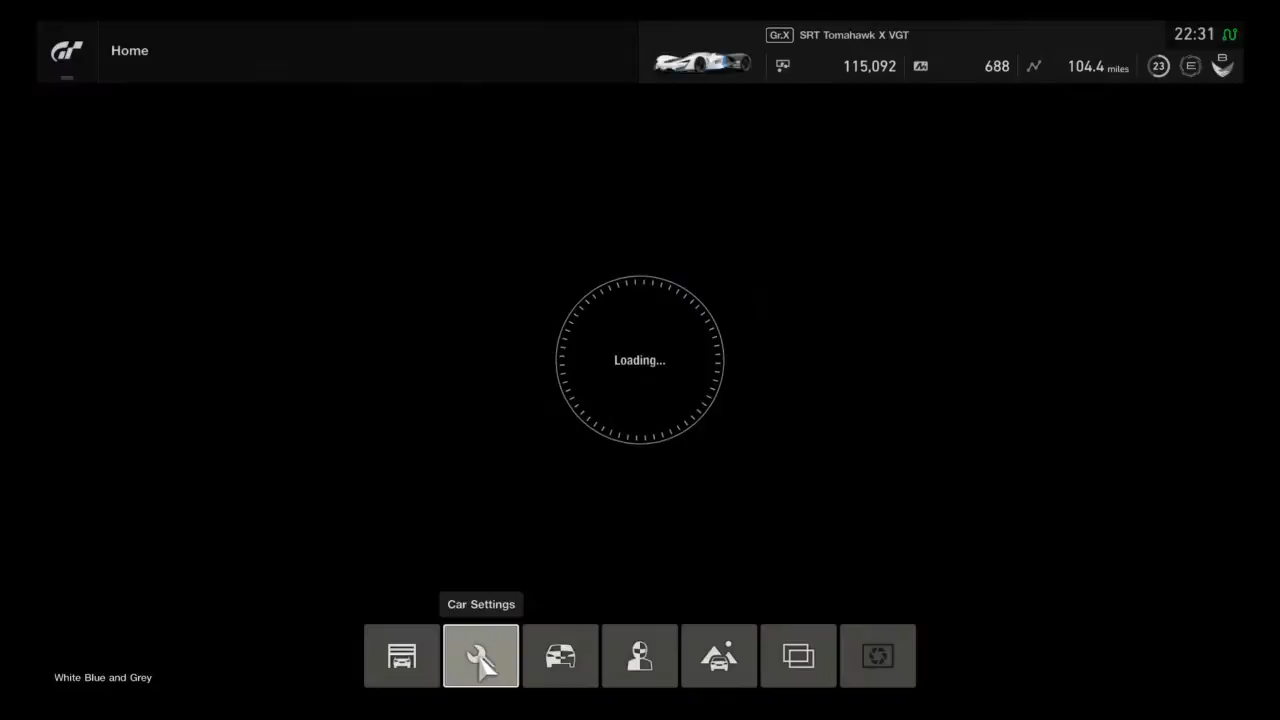 Home
Gr.X SRT Tomahawk X VGT
22:31
115,092 688 104.4 miles 23 E B
Loading...
Car Settings
White Blue and Grey